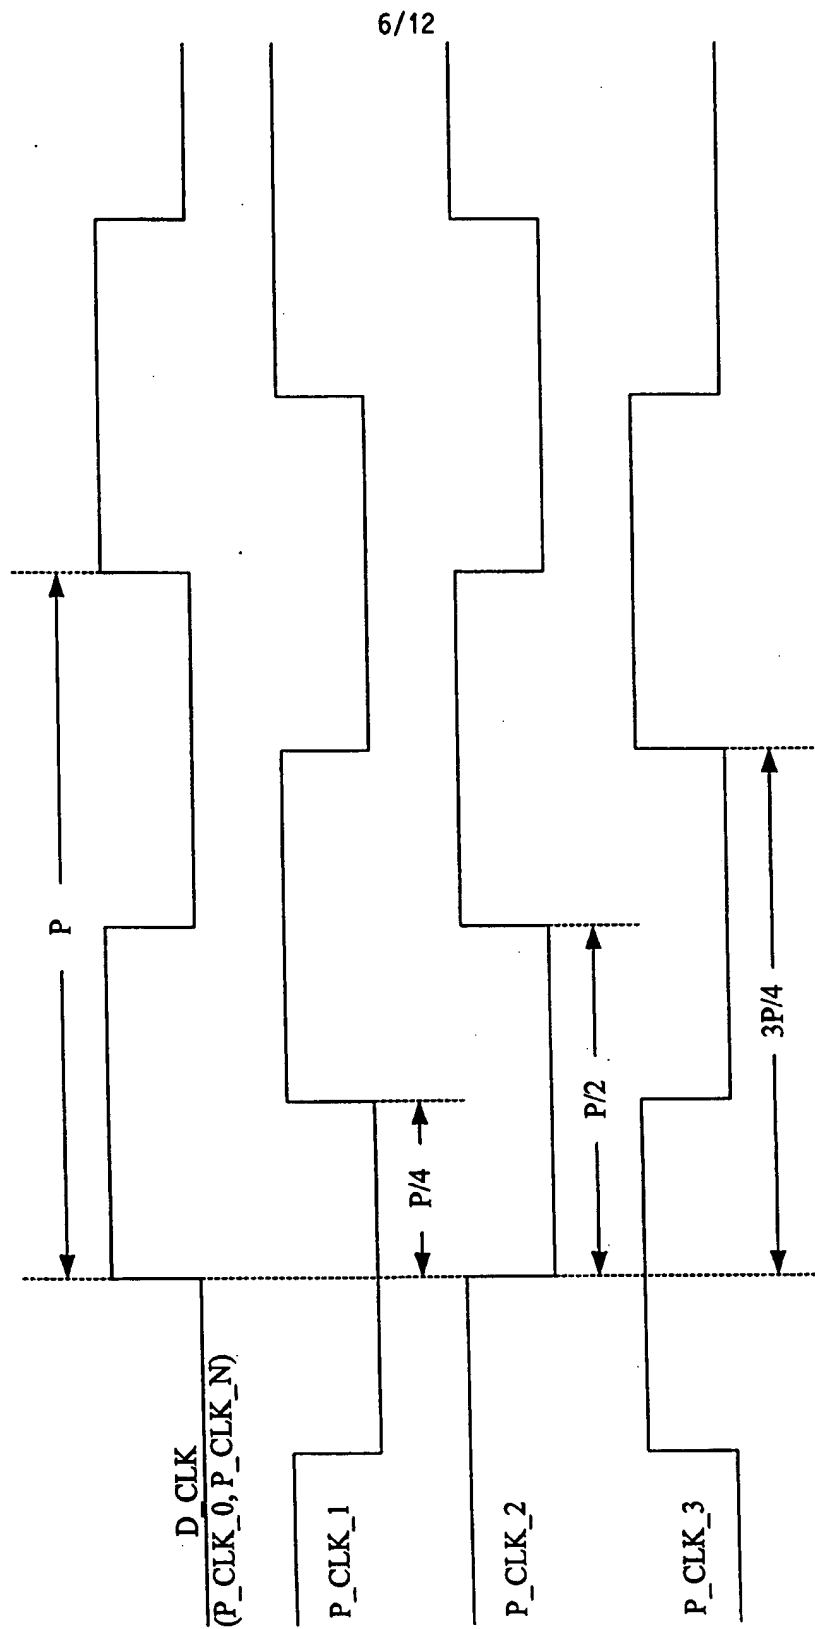 6/12
P
D_CLK
(P_CLK_0, P_CLK_N)
P_CLK_1
P/4
P_CLK_2
P/2
P_CLK_3
3P/4